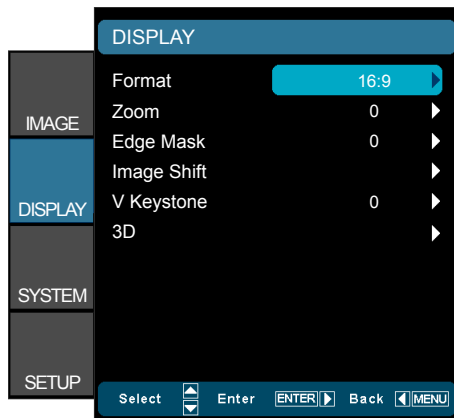 DISPLAY
IMAGE
DISPLAY
SYSTEM
SETUP
Format 16:9
Zoom 0
Edge Mask 0
Image Shift
V Keystone 0
3D
Select Enter ENTER Back MENU